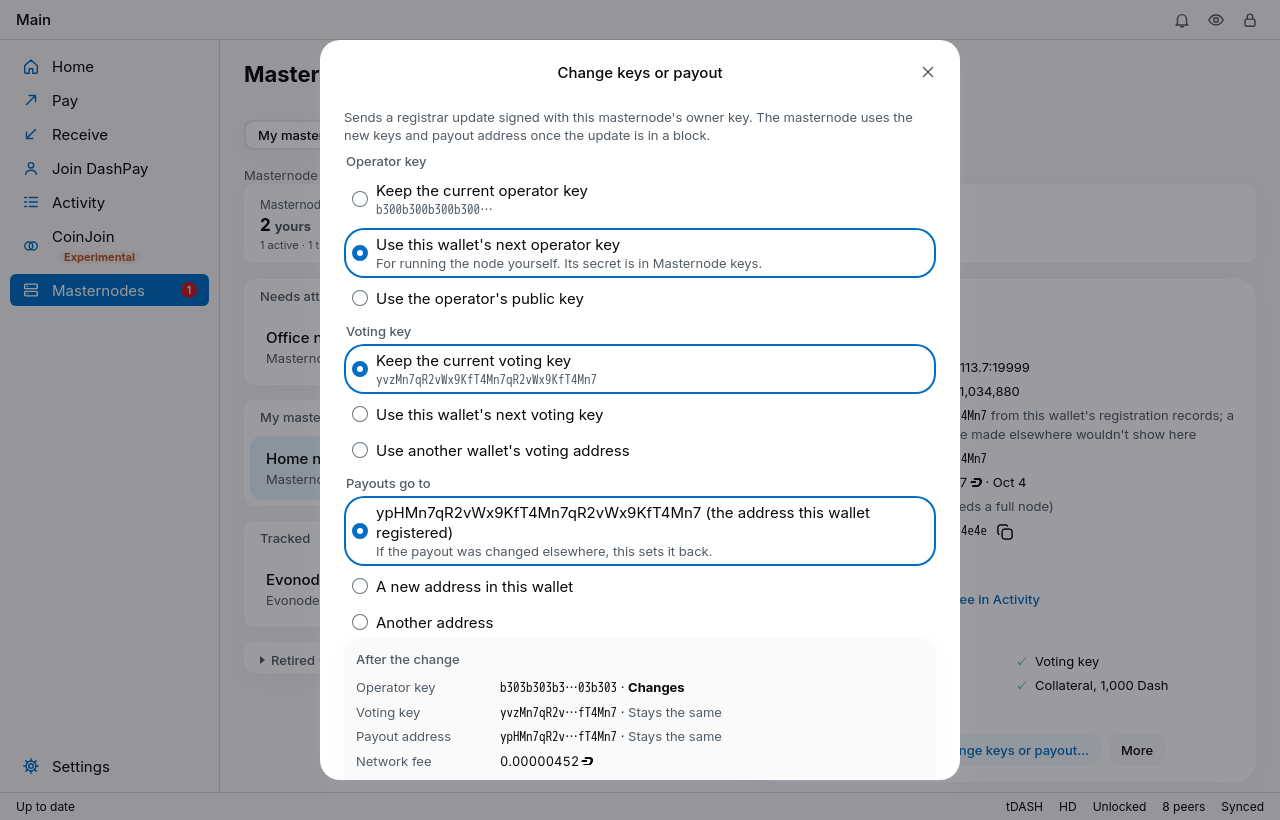 Main
Home
Pay
Receive
Join DashPay
Activity
CoinJoin
Experimental
Masternodes
1
Settings
Change keys or payout
Sends a registrar update signed with this masternode's owner key. The masternode uses the
new keys and payout address once the update is in a block.
Operator key
Keep the current operator key
b300b300b300b300···
Use this wallet's next operator key
For running the node yourself. Its secret is in Masternode keys.
Use the operator's public key
Voting key
Keep the current voting key
yvzMn7qR2vWx9KfT4Mn7qR2vWx9KfT4Mn7
Use this wallet's next voting key
Use another wallet's voting address
Payouts go to
ypHMn7qR2vWx9KfT4Mn7qR2vWx9KfT4Mn7 (the address this wallet
registered)
If the payout was changed elsewhere, this sets it back.
A new address in this wallet
Another address
After the change
Operator key b303b303b3···03b303 · Changes
Voting key yvzMn7qR2v···fT4Mn7 · Stays the same
Payout address ypHMn7qR2v···fT4Mn7 · Stays the same
Network fee 0.00000452
My master
Masternode
2 yours
1 active · 1
Needs att
Office
My maste
Home
Tracked
Evonod
Evonode
Retired
113.7:19999
1,034,880
4Mn7 from this wallet's registration records; a
made elsewhere wouldn't show here
4Mn7
7 · Oct 4
eeds a full node)
4e4e
ee in Activity
✓ Voting key
✓ Collateral, 1,000 Dash
nge keys or payout...
More
Up to date
tDASH HD Unlocked 8 peers Synced